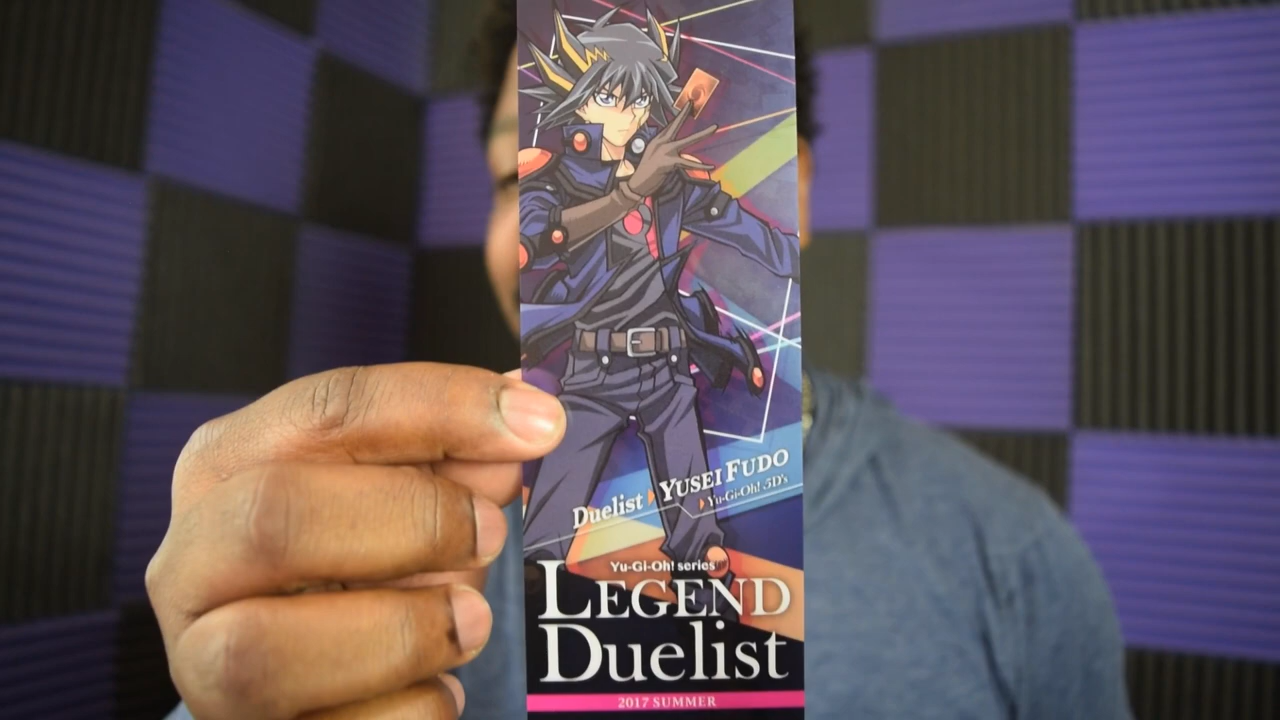 Duelist YUSEI FUDO
Yu-Gi-Oh! 5D's
Yu-Gi-Oh! series
LEGEND
Duelist
2017 SUMMER